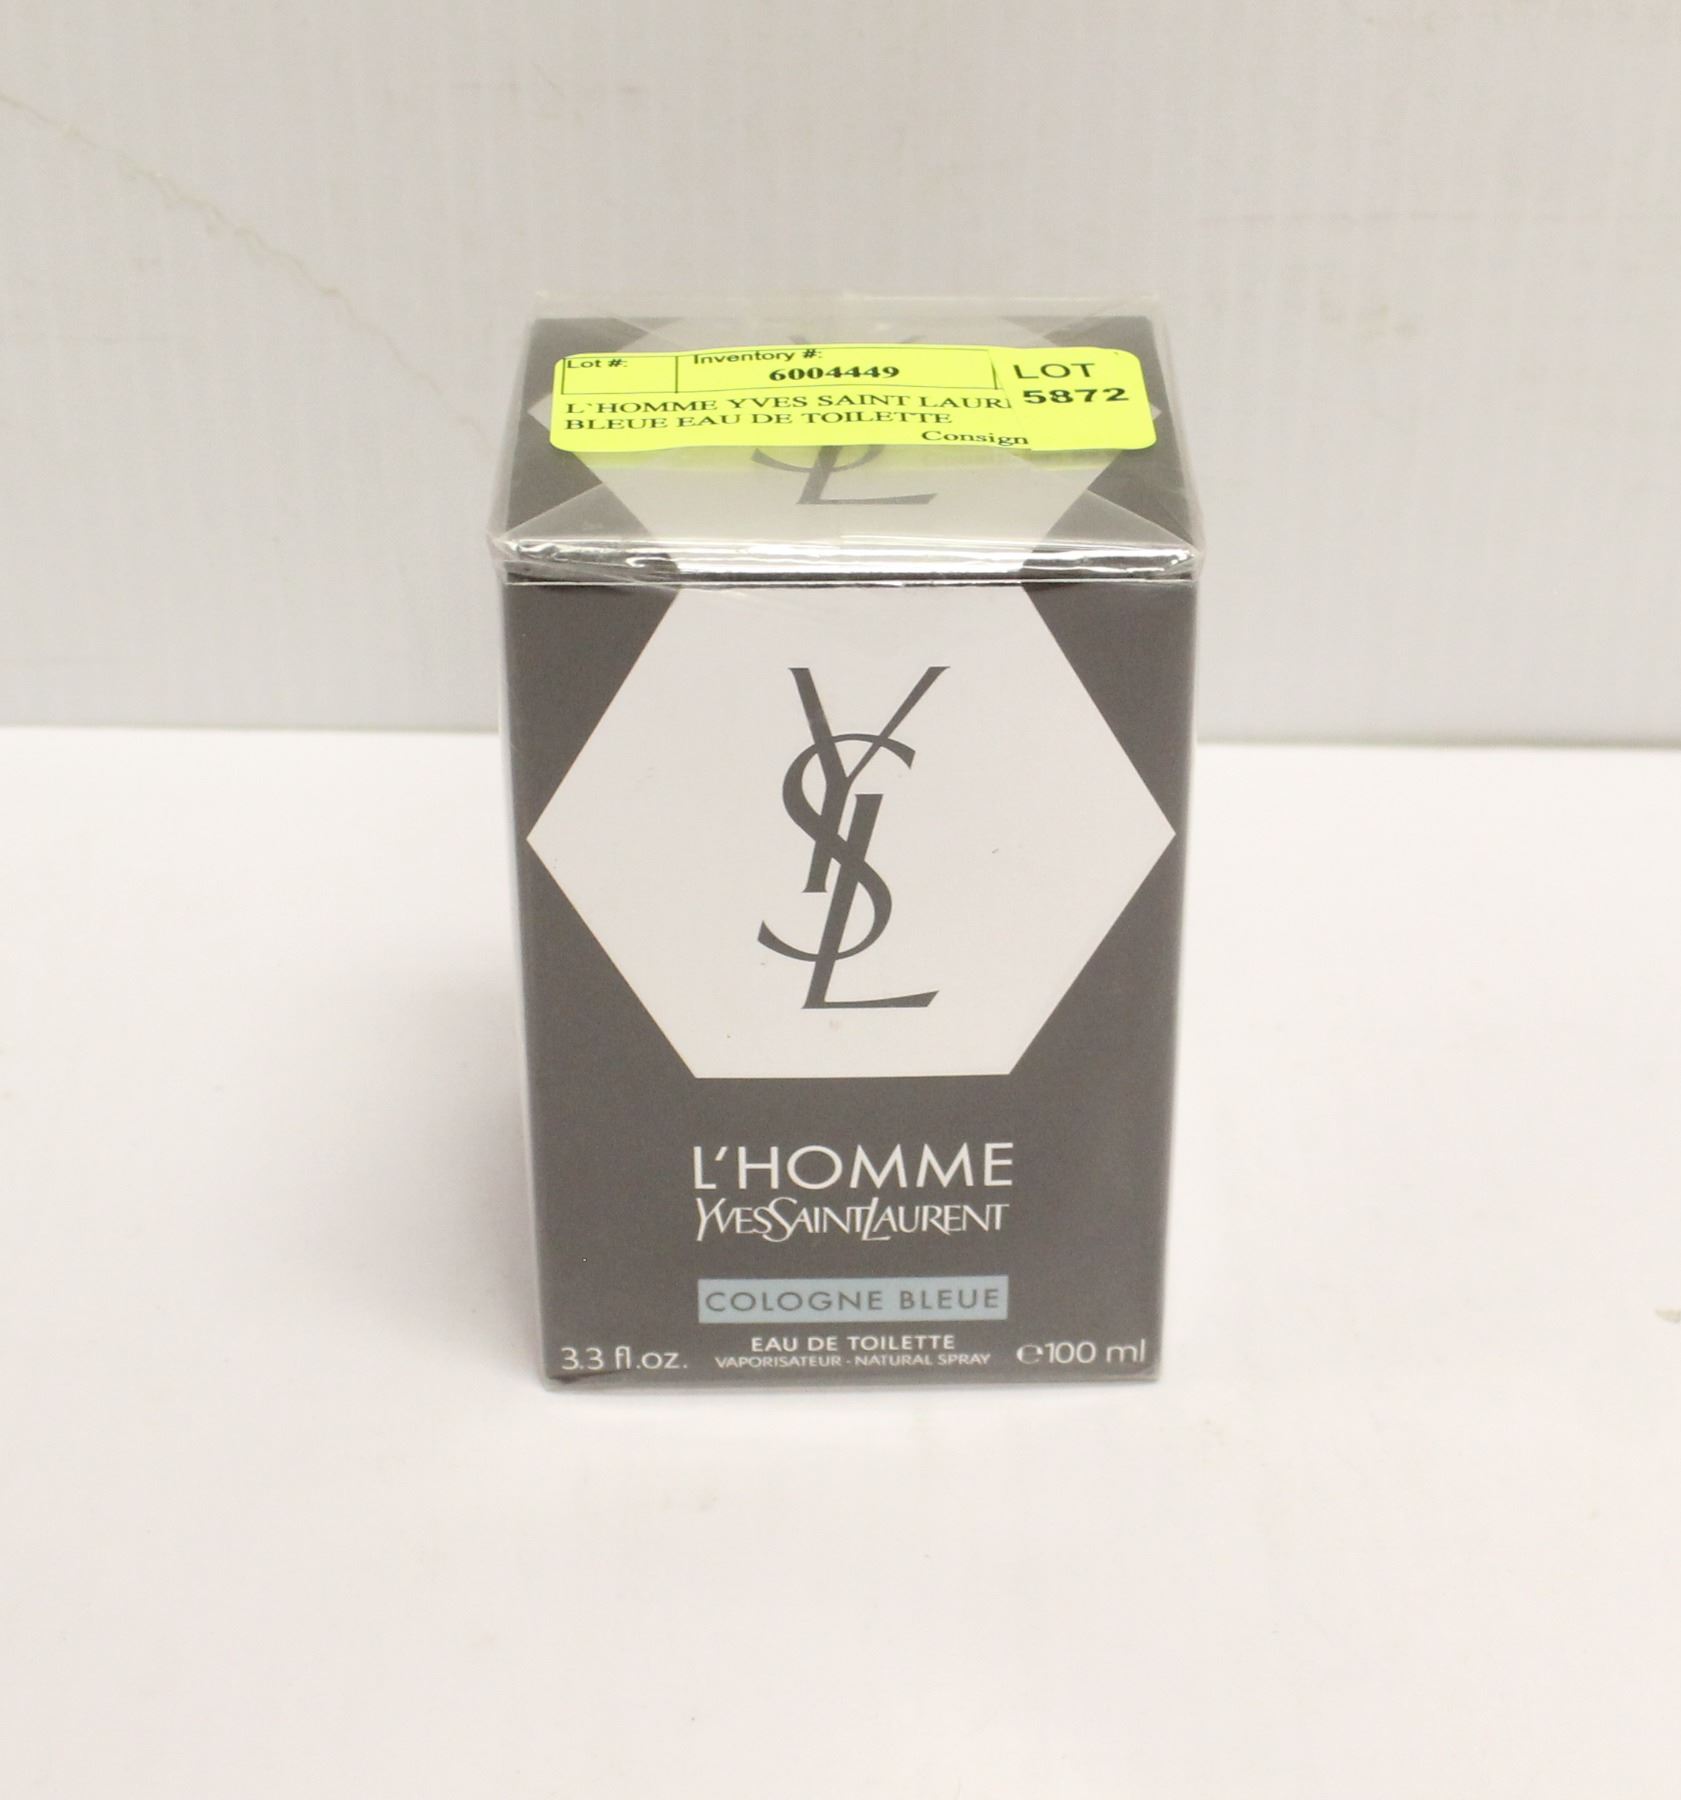 Lot #:
Inventory #:
6004449
LOT
5872
L`HOMME YVES SAINT LAUR
BLEUE EAU DE TOILETTE
Consign
YSL
L'HOMME
YVESSAINTLAURENT
COLOGNE BLEUE
EAU DE TOILETTE
3.3 fl.oz. VAPORISATEUR - NATURAL SPRAY ℮100 ml